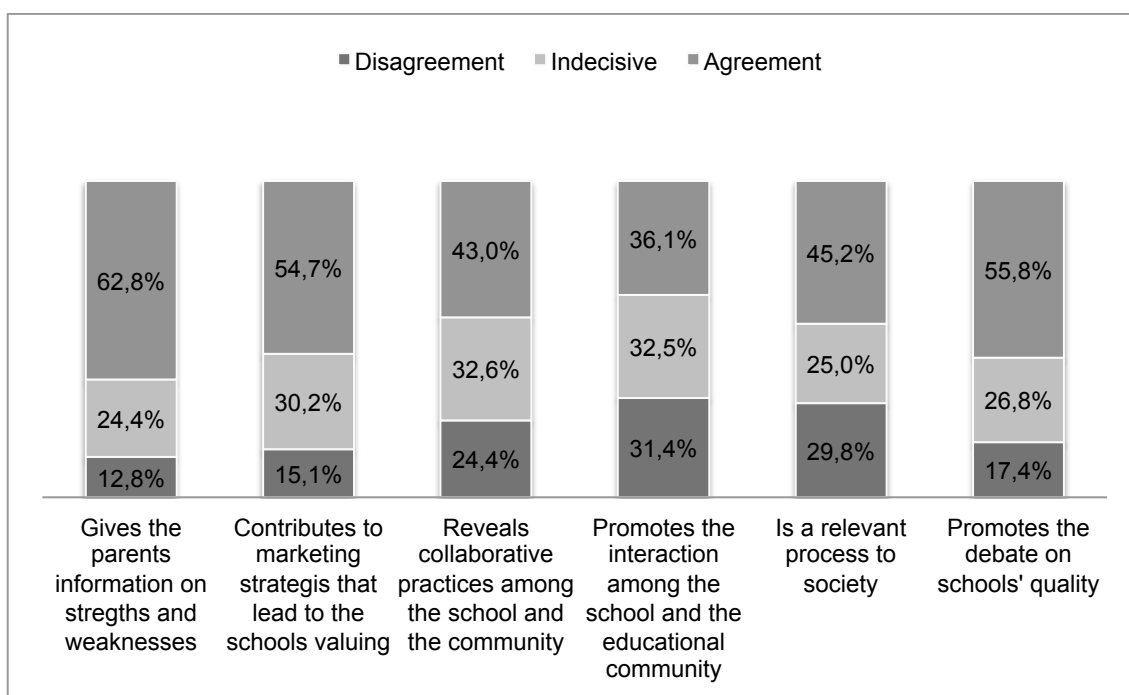 Disagreement Indecisive Agreement
62,8% 54,7% 43,0% 36,1% 45,2% 55,8%
24,4% 30,2% 32,6% 32,5% 25,0% 26,8%
12,8% 15,1% 24,4% 31,4% 29,8% 17,4%
Gives the
parents
information on
stregths and
weaknesses
Contributes to
marketing
strategis that
lead to the
schools valuing
Reveals
collaborative
practices among
the school and
the community
Promotes the
interaction
among the
school and the
educational
community
Is a relevant
process to
society
Promotes the
debate on
schools' quality